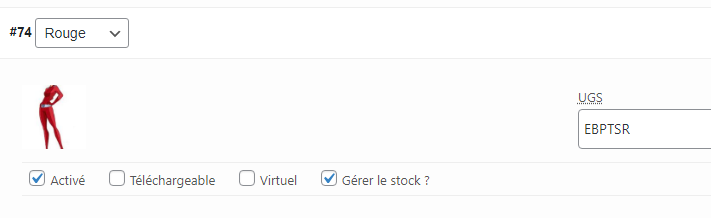 #74 Rouge
UGS
EBPTSR
Activé Téléchargeable Virtuel Gérer le stock ?